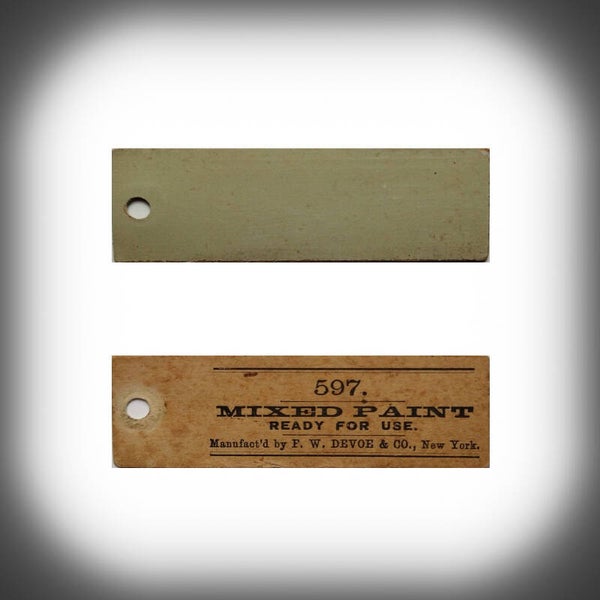 597.
MIXED PAINT
READY FOR USE.
Manufact'd by F. W. DEVOE & CO., New York.